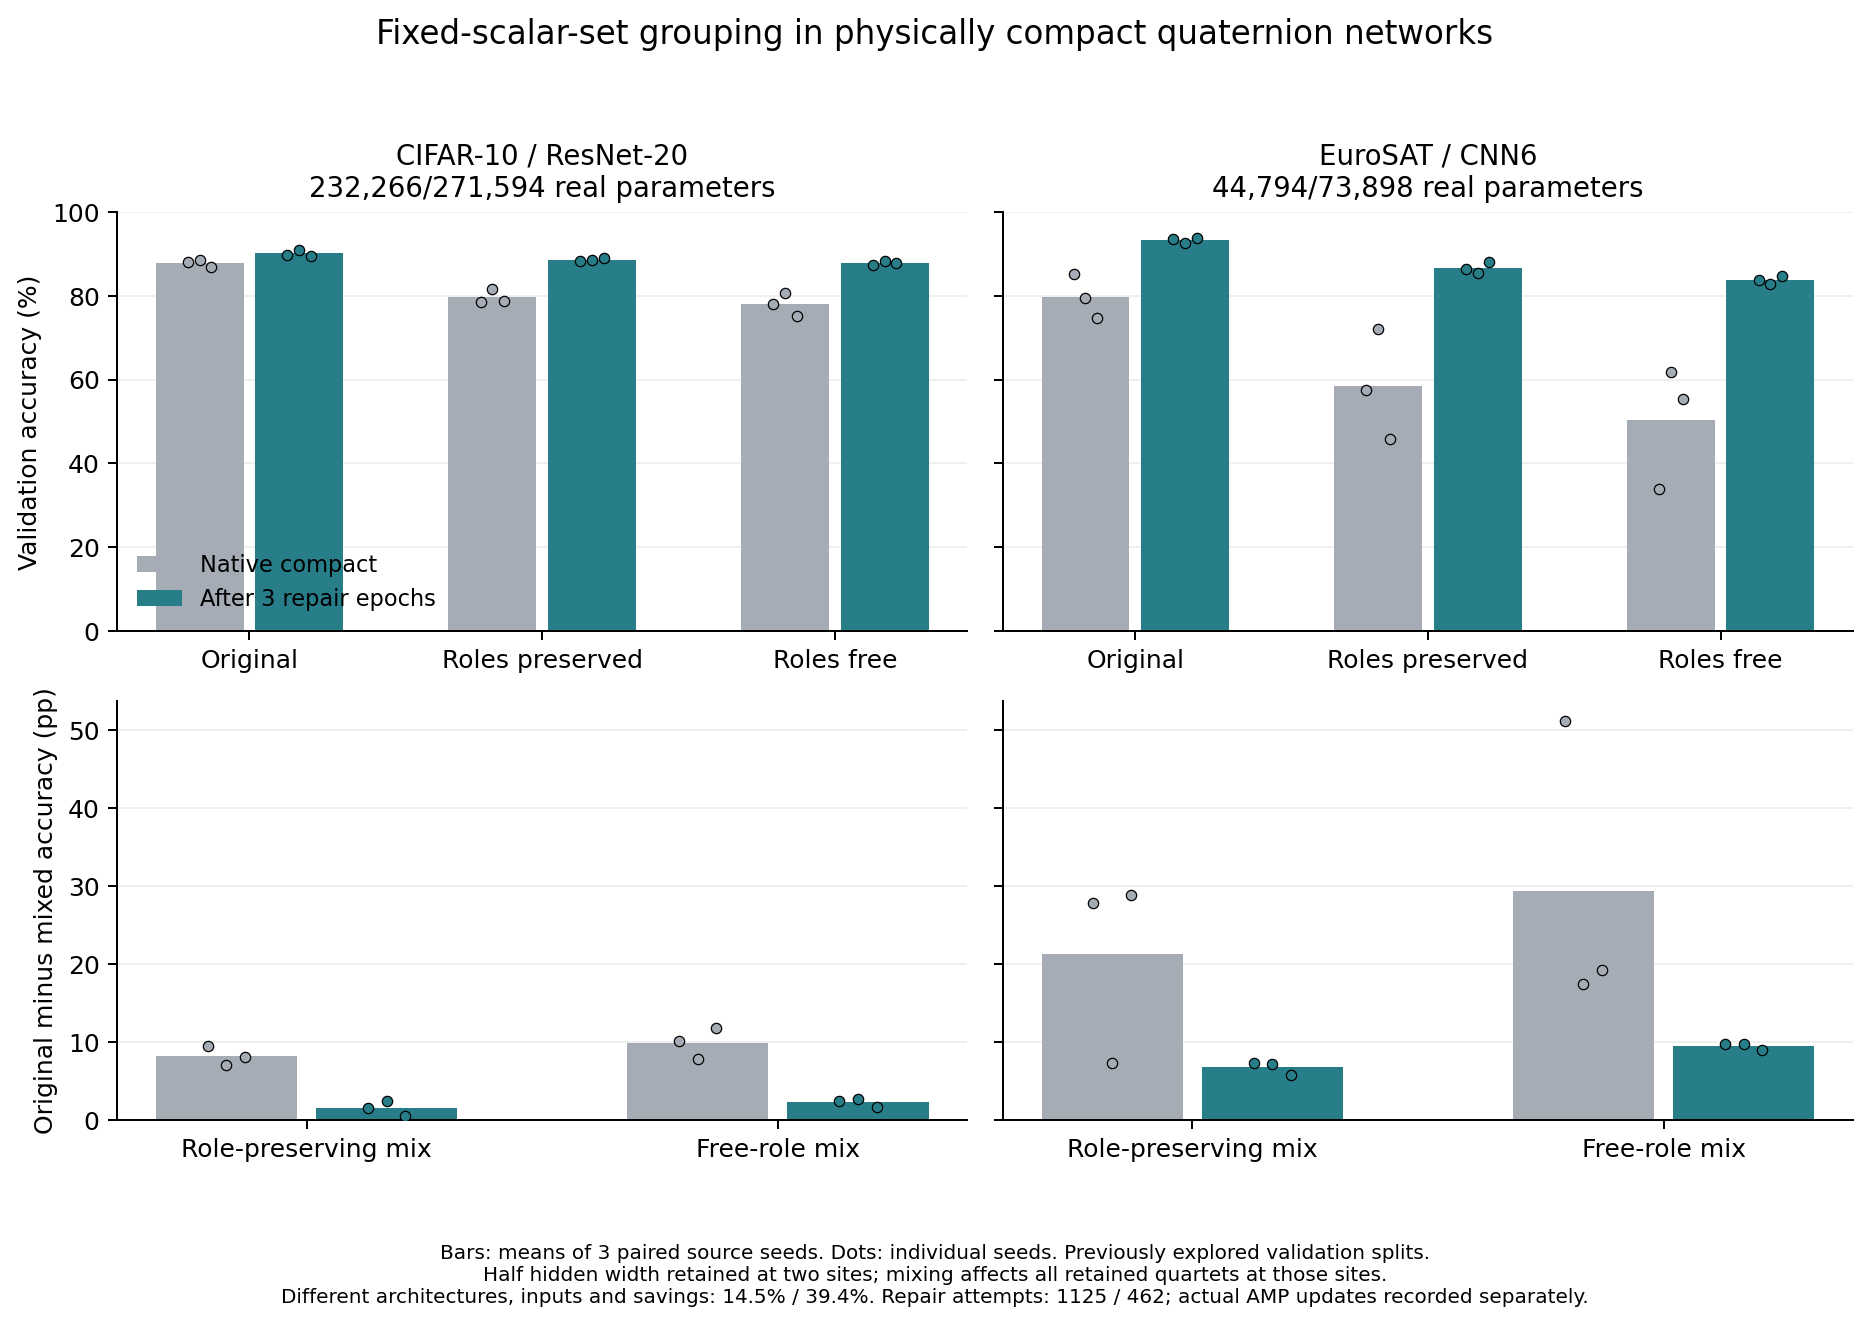 Fixed-scalar-set grouping in physically compact quaternion networks
CIFAR-10 / ResNet-20
232,266/271,594 real parameters
EuroSAT / CNN6
44,794/73,898 real parameters
Validation accuracy (%)
100
80
60
40
20
0
Native compact
After 3 repair epochs
Original
Roles preserved
Roles free
Original
Roles preserved
Roles free
Original minus mixed accuracy (pp)
50
40
30
20
10
0
Role-preserving mix
Free-role mix
Role-preserving mix
Free-role mix
Bars: means of 3 paired source seeds. Dots: individual seeds. Previously explored validation splits.
Half hidden width retained at two sites; mixing affects all retained quartets at those sites.
Different architectures, inputs and savings: 14.5% / 39.4%. Repair attempts: 1125 / 462; actual AMP updates recorded separately.